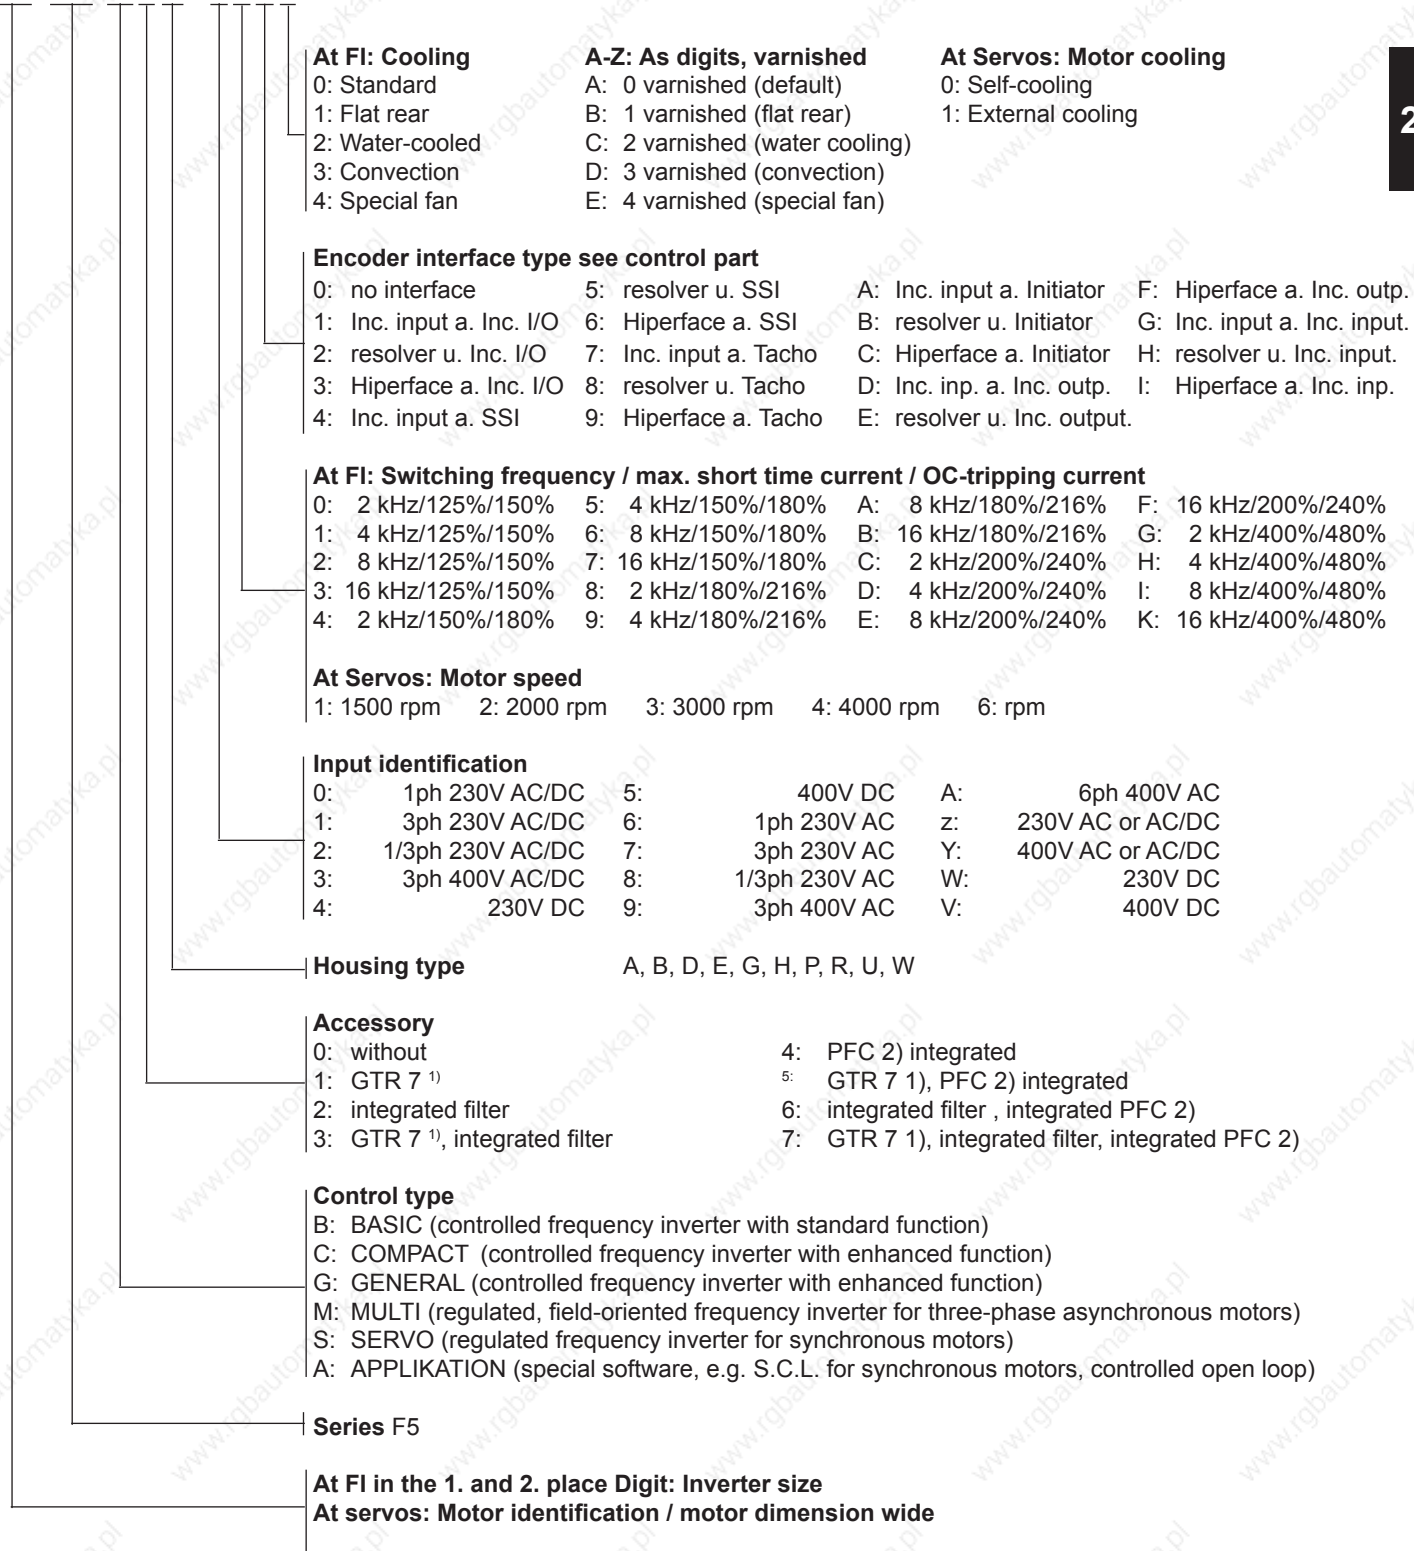 At FI: Cooling A-Z: As digits, varnished At Servos: Motor cooling
0: Standard A: 0 varnished (default) 0: Self-cooling
1: Flat rear B: 1 varnished (flat rear) 1: External cooling
2: Water-cooled C: 2 varnished (water cooling)
3: Convection D: 3 varnished (convection)
4: Special fan E: 4 varnished (special fan)
2
Encoder interface type see control part
0: no interface 5: resolver u. SSI A: Inc. input a. Initiator F: Hiperface a. Inc. outp.
1: Inc. input a. Inc. I/O 6: Hiperface a. SSI B: resolver u. Initiator G: Inc. input a. Inc. input.
2: resolver u. Inc. I/O 7: Inc. input a. Tacho C: Hiperface a. Initiator H: resolver u. Inc. input.
3: Hiperface a. Inc. I/O 8: resolver u. Tacho D: Inc. inp. a. Inc. outp. I: Hiperface a. Inc. inp.
4: Inc. input a. SSI 9: Hiperface a. Tacho E: resolver u. Inc. output.
At FI: Switching frequency / max. short time current / OC-tripping current
0: 2 kHz/125%/150% 5: 4 kHz/150%/180% A: 8 kHz/180%/216% F: 16 kHz/200%/240%
1: 4 kHz/125%/150% 6: 8 kHz/150%/180% B: 16 kHz/180%/216% G: 2 kHz/400%/480%
2: 8 kHz/125%/150% 7: 16 kHz/150%/180% C: 2 kHz/200%/240% H: 4 kHz/400%/480%
3: 16 kHz/125%/150% 8: 2 kHz/180%/216% D: 4 kHz/200%/240% I: 8 kHz/400%/480%
4: 2 kHz/150%/180% 9: 4 kHz/180%/216% E: 8 kHz/200%/240% K: 16 kHz/400%/480%
At Servos: Motor speed
1: 1500 rpm 2: 2000 rpm 3: 3000 rpm 4: 4000 rpm 6: rpm
Input identification
0: 1ph 230V AC/DC 5: 400V DC A: 6ph 400V AC
1: 3ph 230V AC/DC 6: 1ph 230V AC z: 230V AC or AC/DC
2: 1/3ph 230V AC/DC 7: 3ph 230V AC Y: 400V AC or AC/DC
3: 3ph 400V AC/DC 8: 1/3ph 230V AC W: 230V DC
4: 230V DC 9: 3ph 400V AC V: 400V DC
Housing type A, B, D, E, G, H, P, R, U, W
Accessory
0: without 4: PFC 2) integrated
1: GTR 7 1) 5: GTR 7 1), PFC 2) integrated
2: integrated filter 6: integrated filter , integrated PFC 2)
3: GTR 7 1), integrated filter 7: GTR 7 1), integrated filter, integrated PFC 2)
Control type
B: BASIC (controlled frequency inverter with standard function)
C: COMPACT (controlled frequency inverter with enhanced function)
G: GENERAL (controlled frequency inverter with enhanced function)
M: MULTI (regulated, field-oriented frequency inverter for three-phase asynchronous motors)
S: SERVO (regulated frequency inverter for synchronous motors)
A: APPLIKATION (special software, e.g. S.C.L. for synchronous motors, controlled open loop)
Series F5
At FI in the 1. and 2. place Digit: Inverter size
At servos: Motor identification / motor dimension wide
www.rgbautomatyka.pl